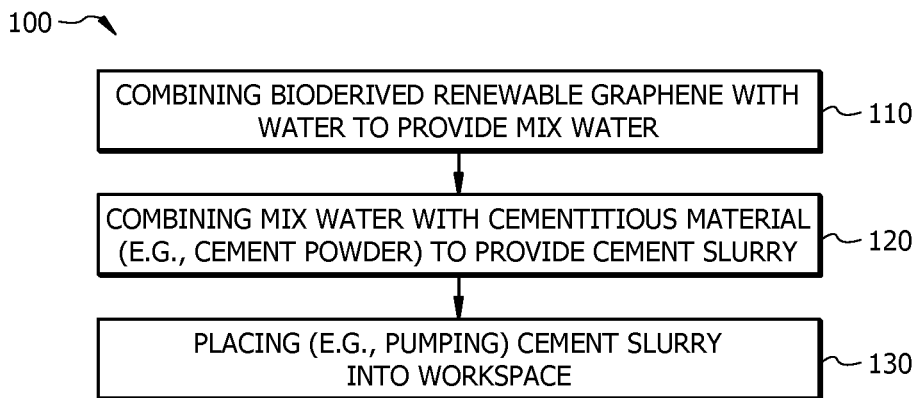 100
COMBINING BIODERIVED RENEWABLE GRAPHENE WITH
WATER TO PROVIDE MIX WATER
110
COMBINING MIX WATER WITH CEMENTITIOUS MATERIAL
(E.G., CEMENT POWDER) TO PROVIDE CEMENT SLURRY
120
PLACING (E.G., PUMPING) CEMENT SLURRY
INTO WORKSPACE
130